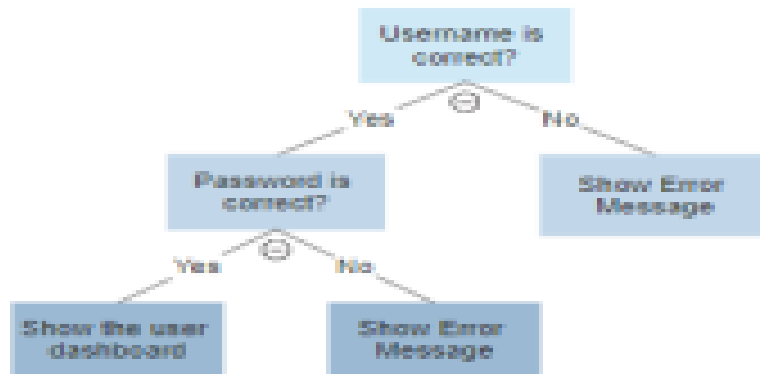 Username is
correct?
Yes
No
Password is
correct?
Show Error
Message
Yes
No
Show the user
dashboard
Show Error
Message